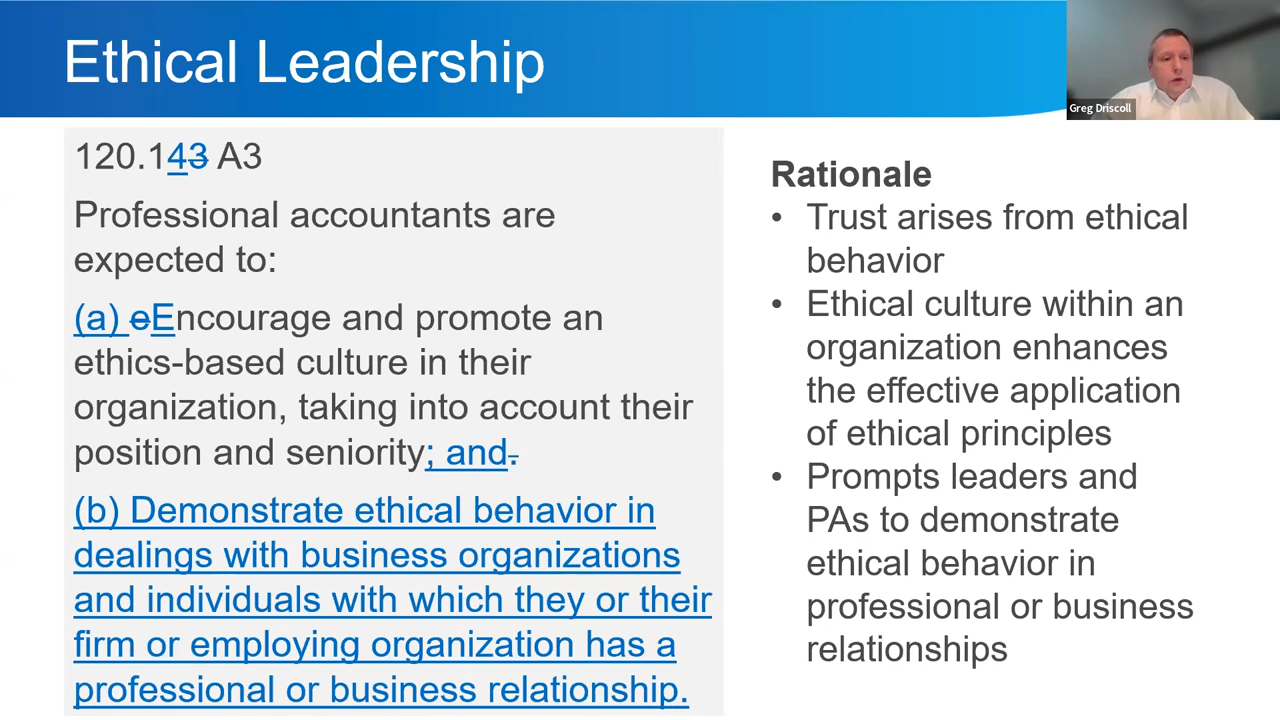 Ethical Leadership
Greg Driscoll
120.143 A3
Professional accountants are
expected to:
(a) eEncourage and promote an
ethics-based culture in their
organization, taking into account their
position and seniority; and.
(b) Demonstrate ethical behavior in
dealings with business organizations
and individuals with which they or their
firm or employing organization has a
professional or business relationship.
Rationale
• Trust arises from ethical
behavior
• Ethical culture within an
organization enhances
the effective application
of ethical principles
• Prompts leaders and
PAs to demonstrate
ethical behavior in
professional or business
relationships